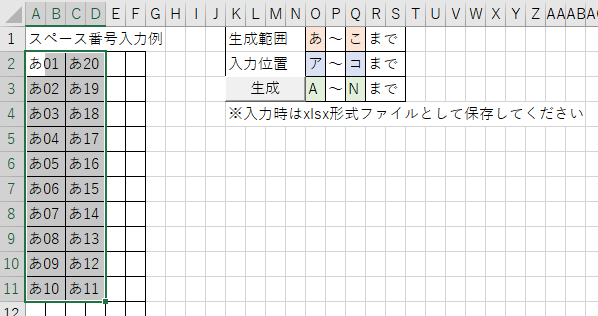 A B C D E F G H I J K L M N O P Q R S T U V W X Y Z AAABBA
1 スペース番号入力例 生成範囲 あ ～ こ まで
2 あ01 あ20 入力位置 ア ～ コ まで
3 あ02 あ19 生成 A ～ N まで
4 あ03 あ18 ※入力時はxlsx形式ファイルとして保存してください
5 あ04 あ17
6 あ05 あ16
7 あ06 あ15
8 あ07 あ14
9 あ08 あ13
10 あ09 あ12
11 あ10 あ11
12